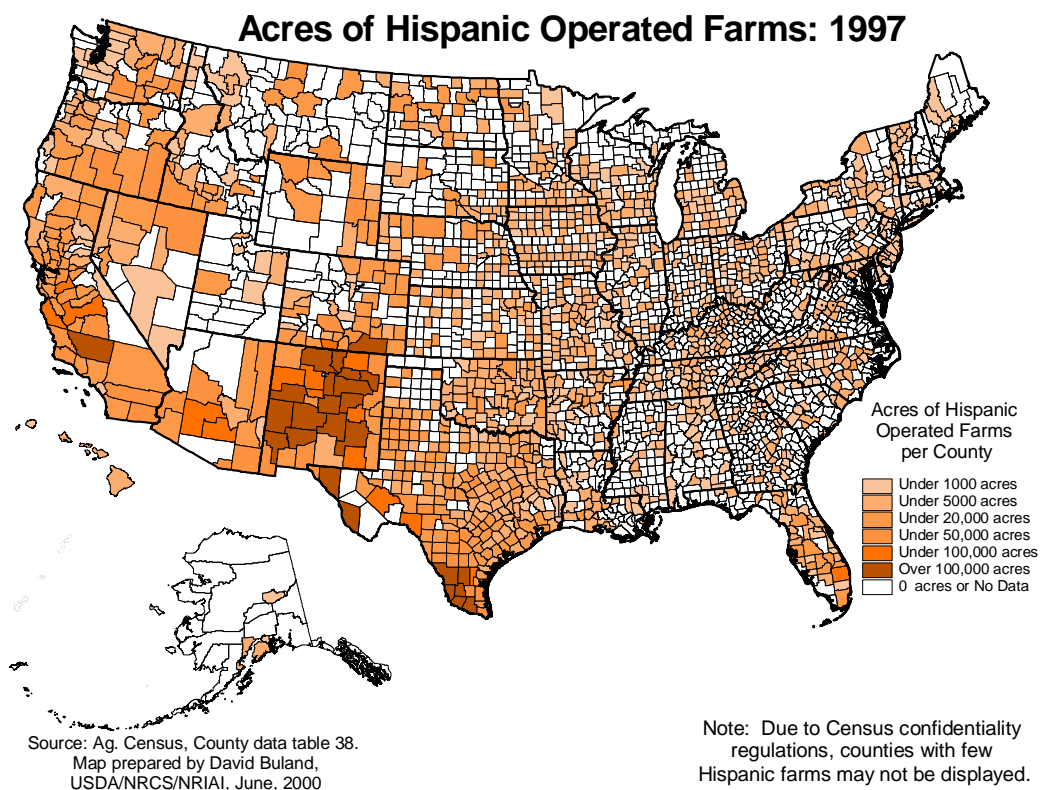 Acres of Hispanic Operated Farms: 1997
Acres of Hispanic
Operated Farms
per County
Under 1000 acres
Under 5000 acres
Under 20,000 acres
Under 50,000 acres
Under 100,000 acres
Over 100,000 acres
0 acres or No Data
Source: Ag. Census, County data table 38.
Map prepared by David Buland,
USDA/NRCS/NRIAI, June, 2000
Note: Due to Census confidentiality
regulations, counties with few
Hispanic farms may not be displayed.